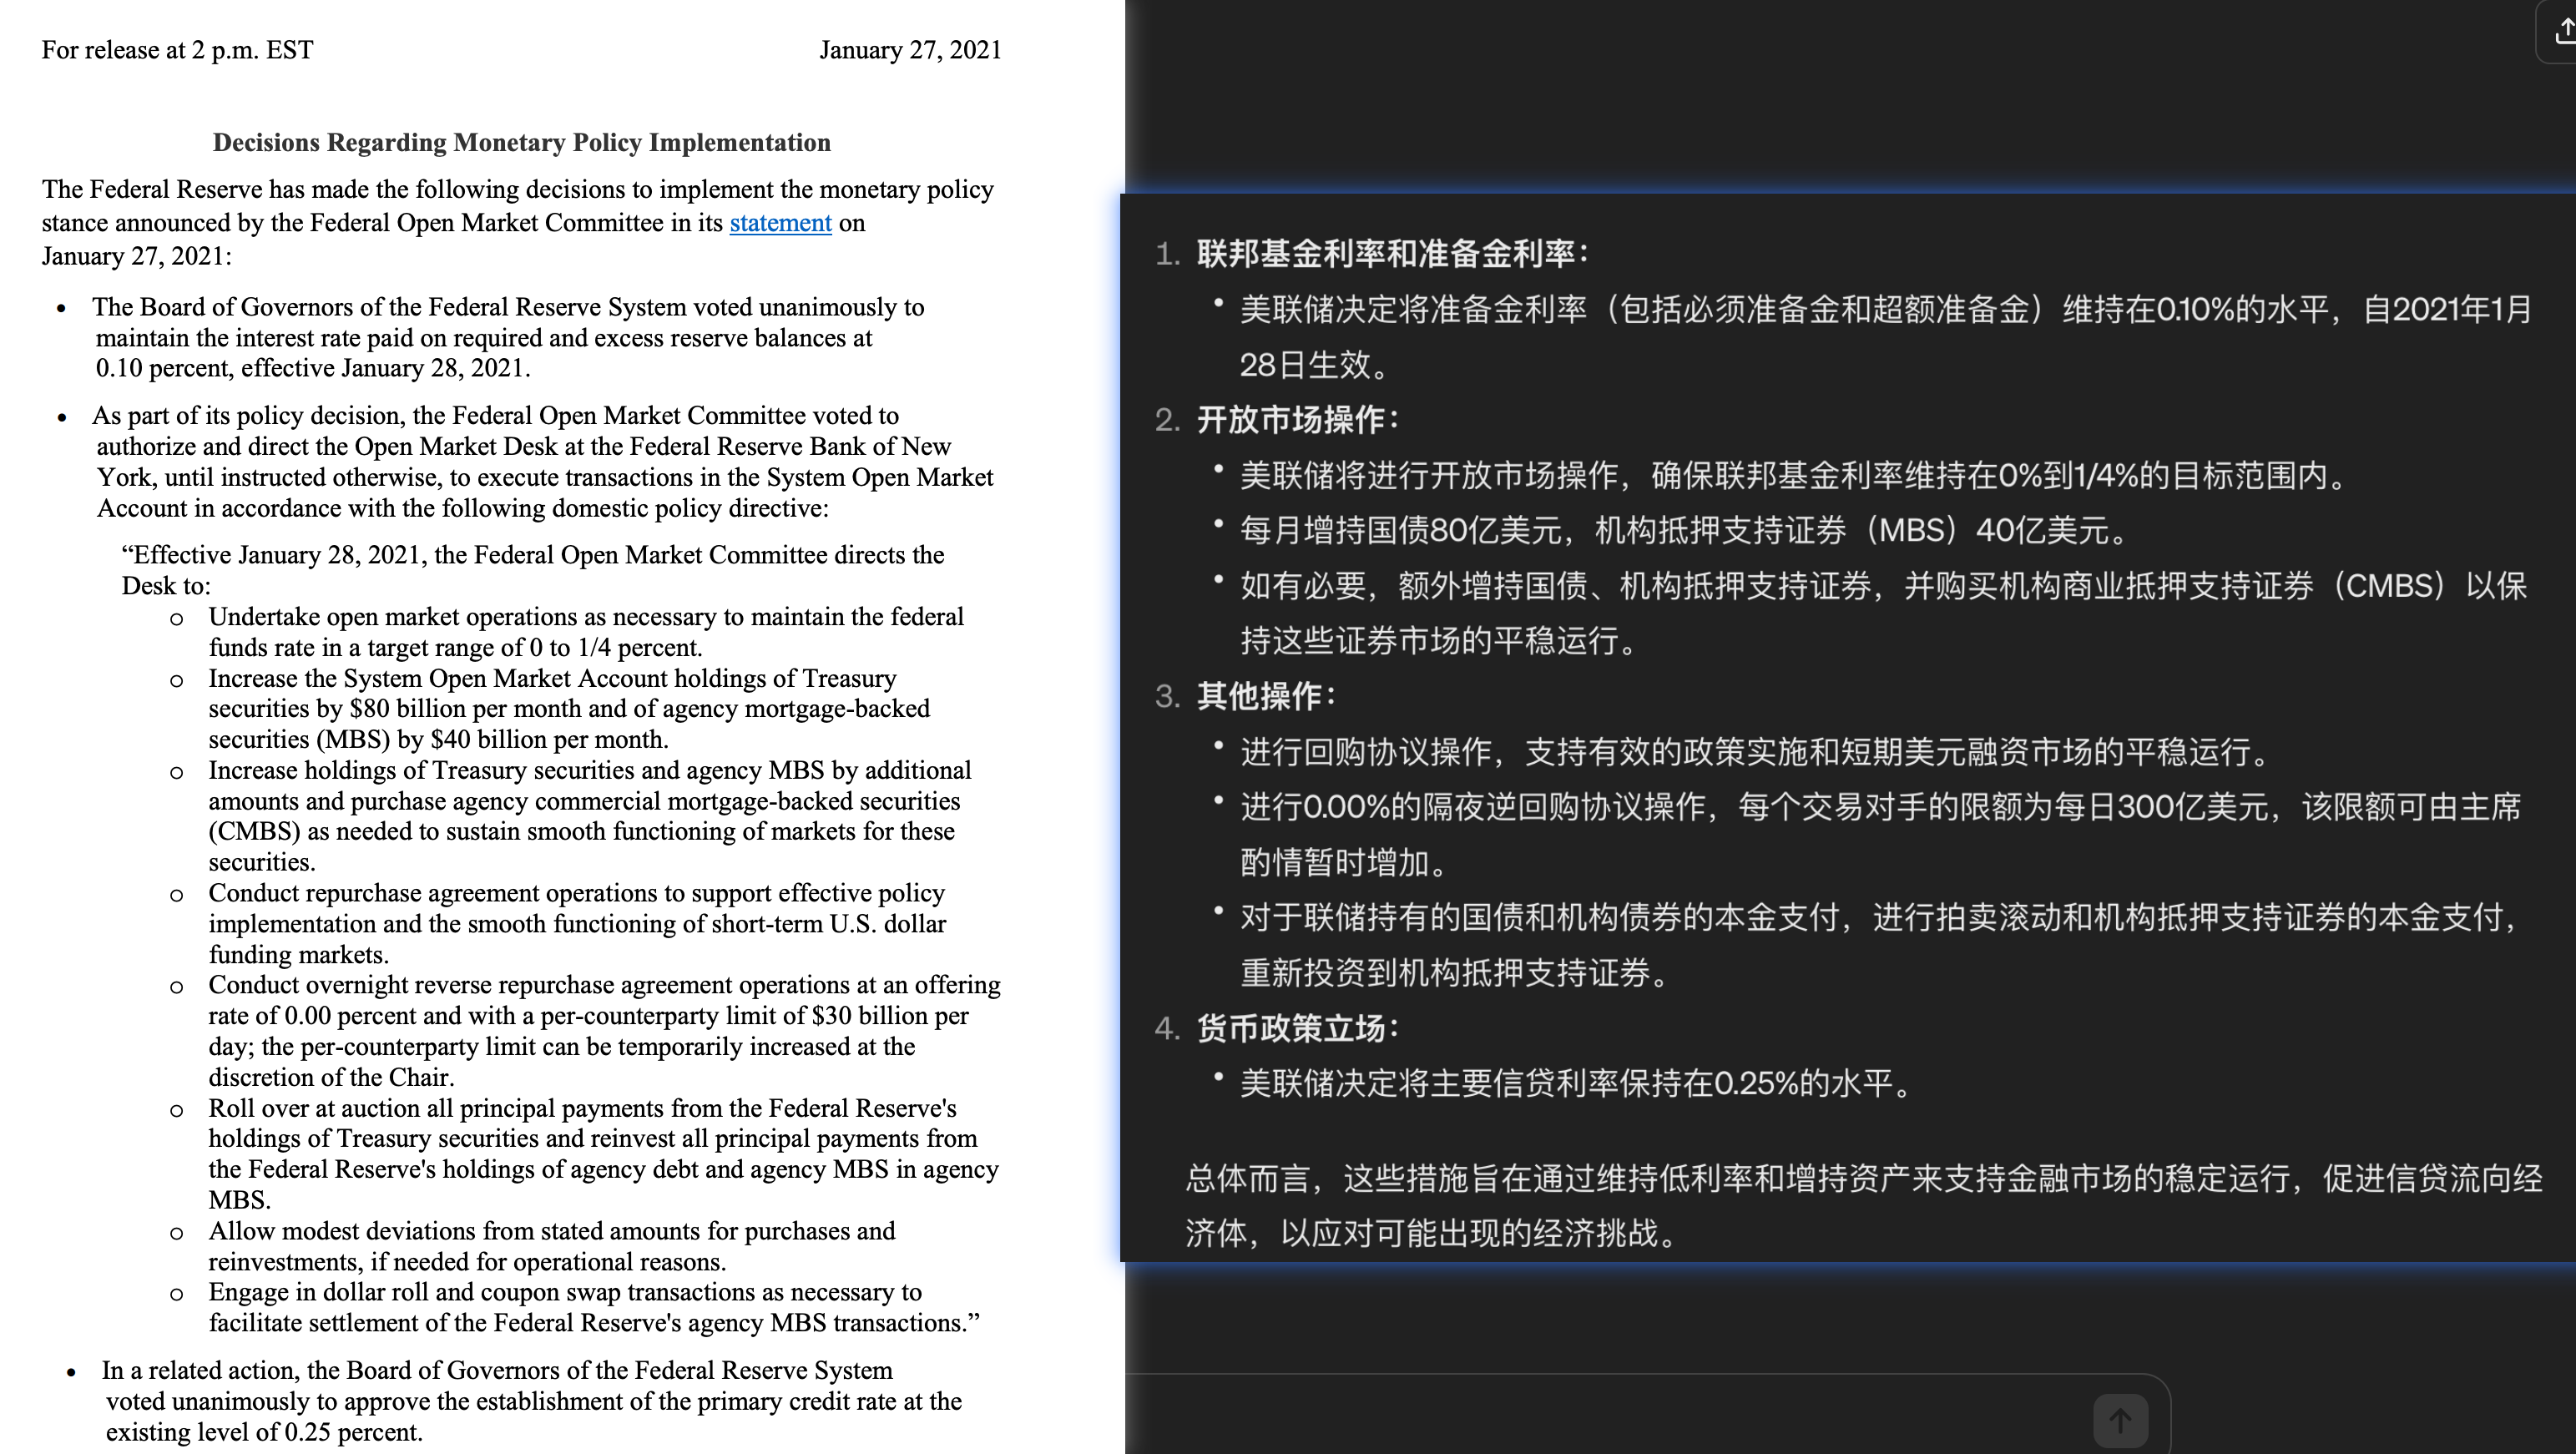 For release at 2 p.m. EST
January 27, 2021
Decisions Regarding Monetary Policy Implementation
The Federal Reserve has made the following decisions to implement the monetary policy
stance announced by the Federal Open Market Committee in its statement on
January 27, 2021:
• The Board of Governors of the Federal Reserve System voted unanimously to
maintain the interest rate paid on required and excess reserve balances at
0.10 percent, effective January 28, 2021.
• As part of its policy decision, the Federal Open Market Committee voted to
authorize and direct the Open Market Desk at the Federal Reserve Bank of New
York, until instructed otherwise, to execute transactions in the System Open Market
Account in accordance with the following domestic policy directive:
“Effective January 28, 2021, the Federal Open Market Committee directs the
Desk to:
o Undertake open market operations as necessary to maintain the federal
funds rate in a target range of 0 to 1/4 percent.
o Increase the System Open Market Account holdings of Treasury
securities by $80 billion per month and of agency mortgage-backed
securities (MBS) by $40 billion per month.
o Increase holdings of Treasury securities and agency MBS by additional
amounts and purchase agency commercial mortgage-backed securities
(CMBS) as needed to sustain smooth functioning of markets for these
securities.
o Conduct repurchase agreement operations to support effective policy
implementation and the smooth functioning of short-term U.S. dollar
funding markets.
o Conduct overnight reverse repurchase agreement operations at an offering
rate of 0.00 percent and with a per-counterparty limit of $30 billion per
day; the per-counterparty limit can be temporarily increased at the
discretion of the Chair.
o Roll over at auction all principal payments from the Federal Reserve's
holdings of Treasury securities and reinvest all principal payments from
the Federal Reserve's holdings of agency debt and agency MBS in agency
MBS.
o Allow modest deviations from stated amounts for purchases and
reinvestments, if needed for operational reasons.
o Engage in dollar roll and coupon swap transactions as necessary to
facilitate settlement of the Federal Reserve's agency MBS transactions.”
• In a related action, the Board of Governors of the Federal Reserve System
voted unanimously to approve the establishment of the primary credit rate at the
existing level of 0.25 percent.
1. 联邦基金利率和准备金利率：
• 美联储决定将准备金利率（包括必须准备金和超额准备金）维持在0.10%的水平，自2021年1月
28日生效。
2. 开放市场操作：
• 美联储将进行开放市场操作，确保联邦基金利率维持在0%到1/4%的目标范围内。
• 每月增持国债80亿美元，机构抵押支持证券（MBS）40亿美元。
• 如有必要，额外增持国债、机构抵押支持证券，并购买机构商业抵押支持证券（CMBS）以保
持这些证券市场的平稳运行。
3. 其他操作：
• 进行回购协议操作，支持有效的政策实施和短期美元融资市场的平稳运行。
• 进行0.00%的隔夜逆回购协议操作，每个交易对手的限额为每日300亿美元，该限额可由主席
酌情暂时增加。
• 对于联储持有的国债和机构债券的本金支付，进行拍卖滚动和机构抵押支持证券的本金支付，
重新投资到机构抵押支持证券。
4. 货币政策立场：
• 美联储决定将主要信贷利率保持在0.25%的水平。
总体而言，这些措施旨在通过维持低利率和增持资产来支持金融市场的稳定运行，促进信贷流向经
济体，以应对可能出现的经济挑战。